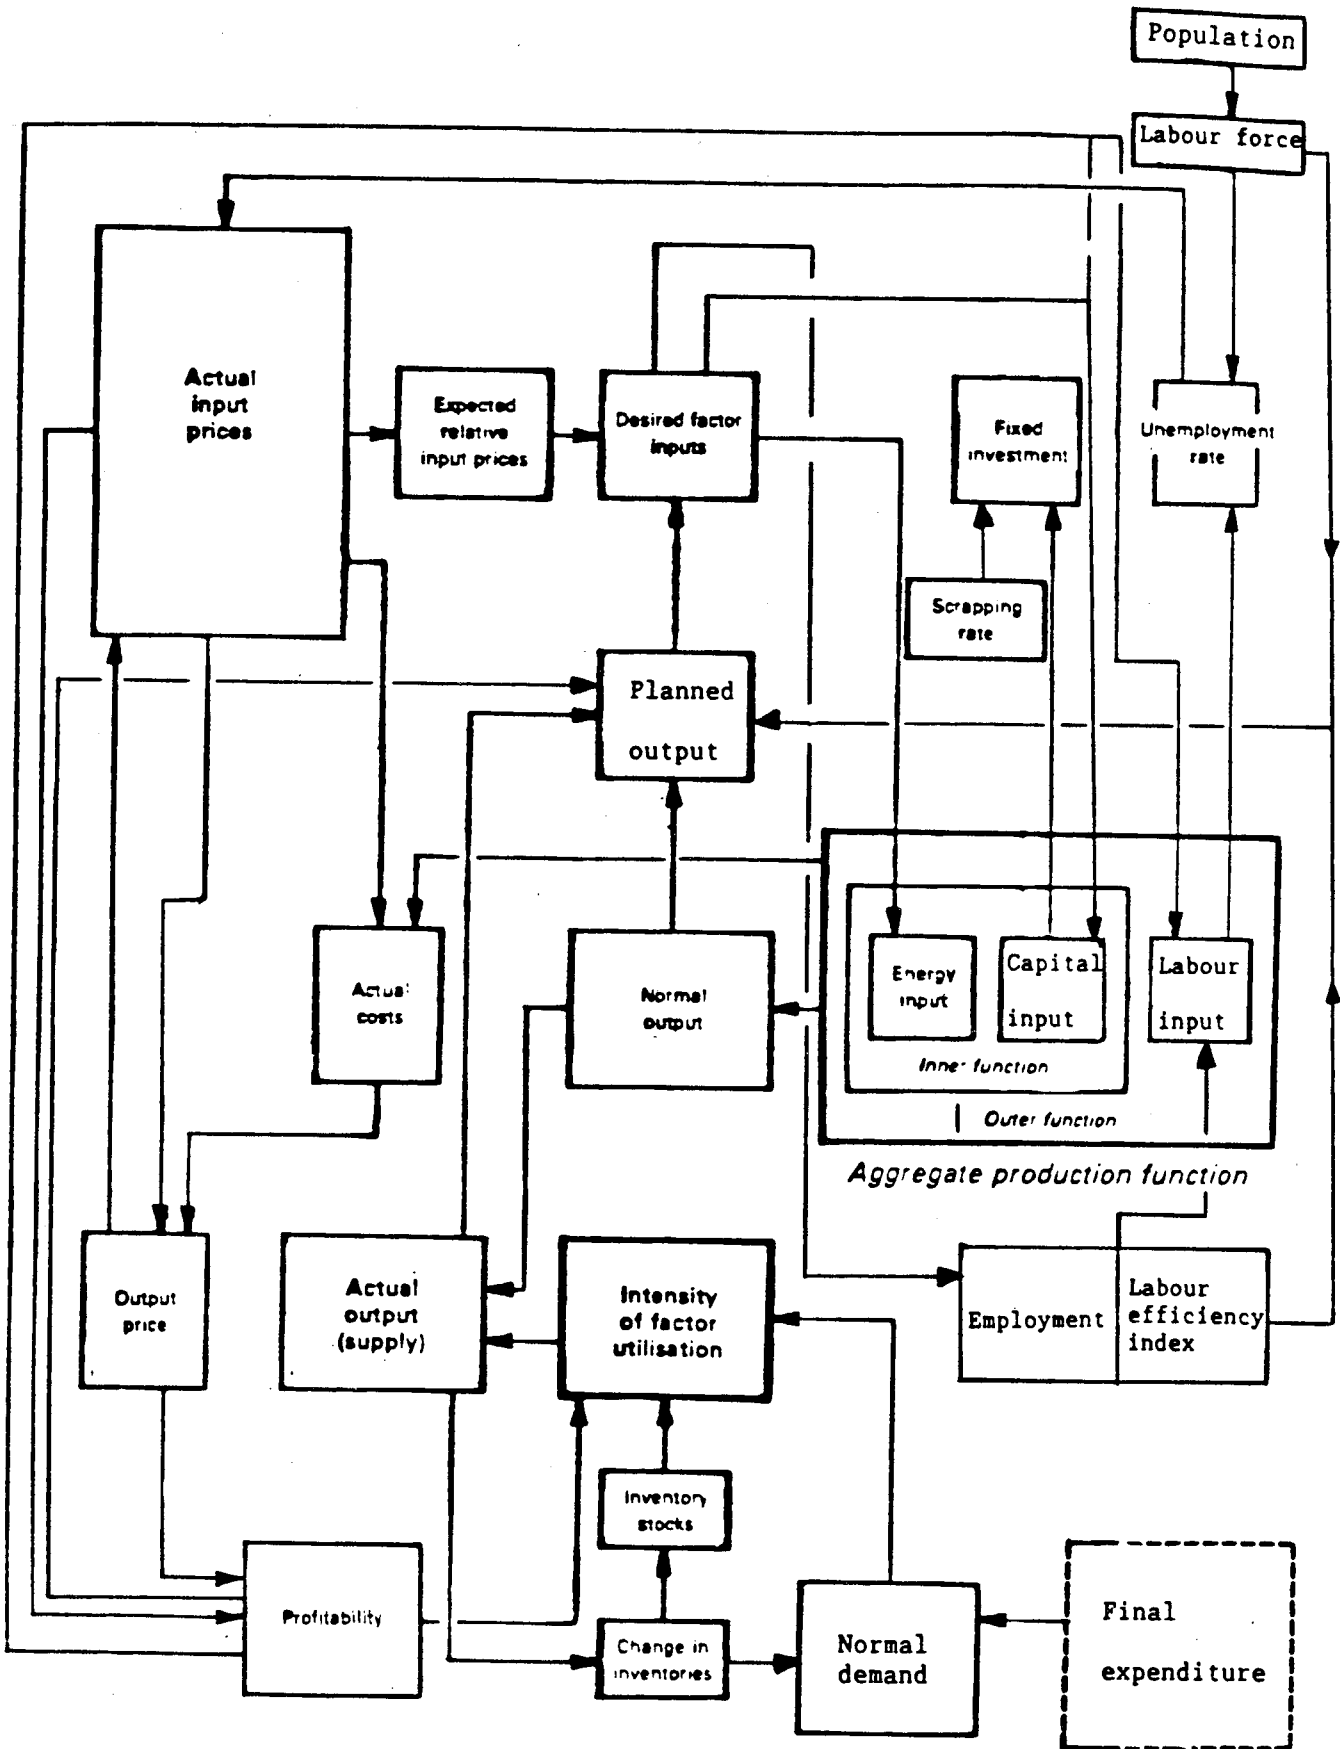 Population
Labour force
Actual
input
prices
Expected
relative
input prices
Desired factor
inputs
Fixed
investment
Unemployment
rate
Scrapping
rate
Planned
output
Actual
costs
Normal
output
Energy
input
Capital
input
Labour
input
Inner function
Outer function
Aggregate production function
Output
price
Actual
output
(supply)
Intensity
of factor
utilisation
Employment
Labour
efficiency
index
Inventory
stocks
Profitability
Change in
inventories
Normal
demand
Final
expenditure